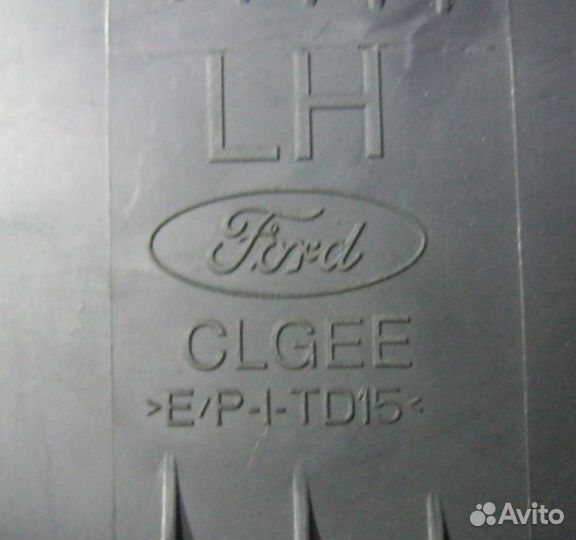 LH
Ford
CLGEE
>E/P-I-TD15<
Avito